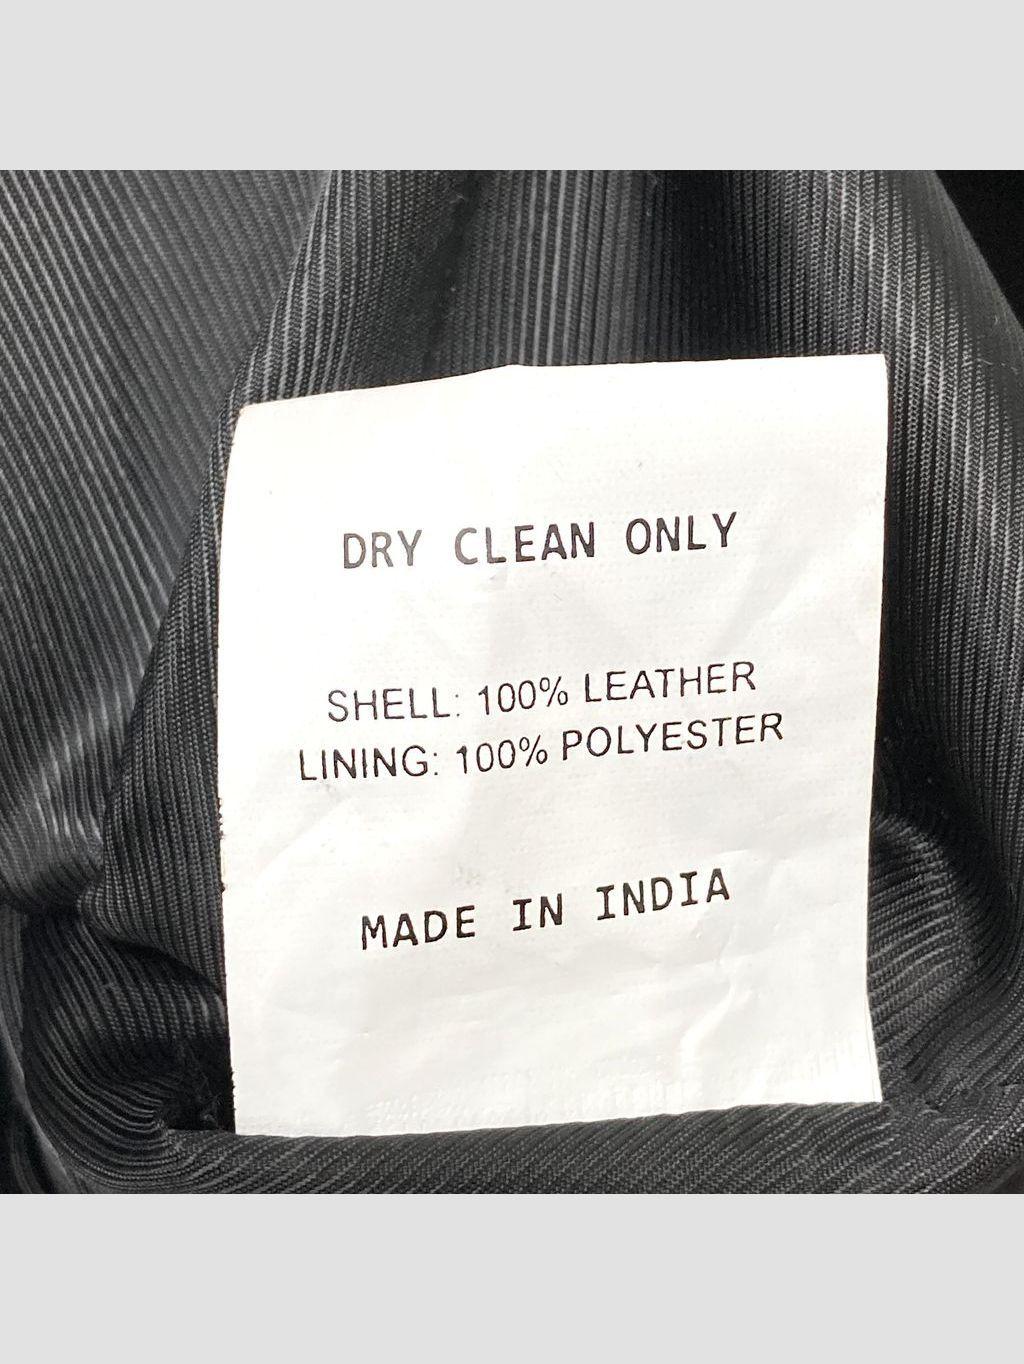 DRY CLEAN ONLY
SHELL: 100% LEATHER
LINING: 100% POLYESTER
MADE IN INDIA